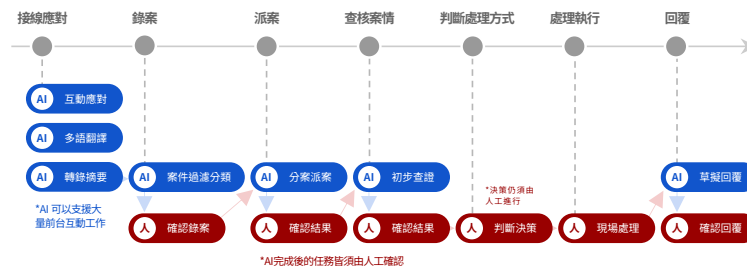 接線應對
錄案
派案
查核案情
判斷處理方式
處理執行
回覆
AI 互動應對
AI 多語翻譯
AI 轉錄摘要
AI 案件過濾分類
AI 分案派案
AI 初步查證
AI 草擬回覆
*AI 可以支援大
量前台互動工作
*決策仍須由
人工進行
人 確認錄案
人 確認結果
人 確認結果
人 判斷決策
人 現場處理
人 確認回覆
*AI完成後的任務皆須由人工確認